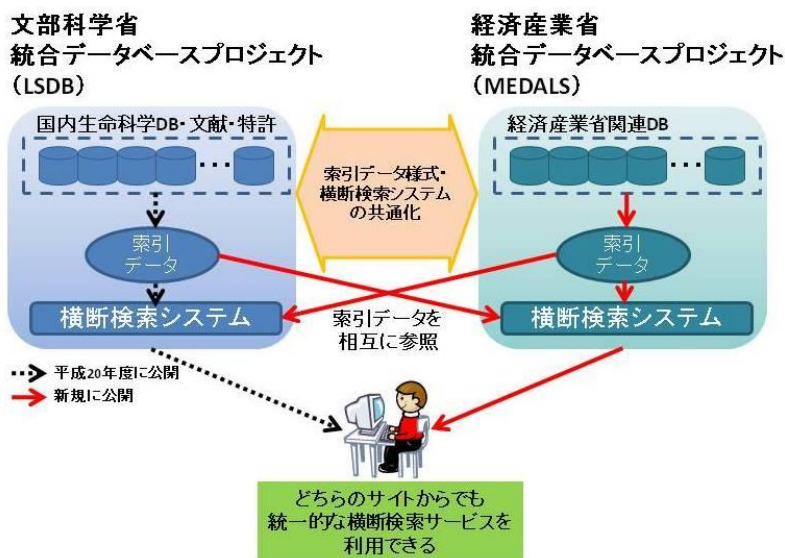 文部科学省
統合データベースプロジェクト
(LSDB)
国内生命科学DB・文献・特許
・・・
索引
データ
横断検索システム
経済産業省
統合データベースプロジェクト
(MEDALS)
経済産業省関連DB
・・・
索引
データ
横断検索システム
索引データ様式・
横断検索システム
の共通化
索引データを
相互に参照
平成20年度に公開
新規に公開
どちらのサイトからでも
統一的な横断検索サービスを
利用できる